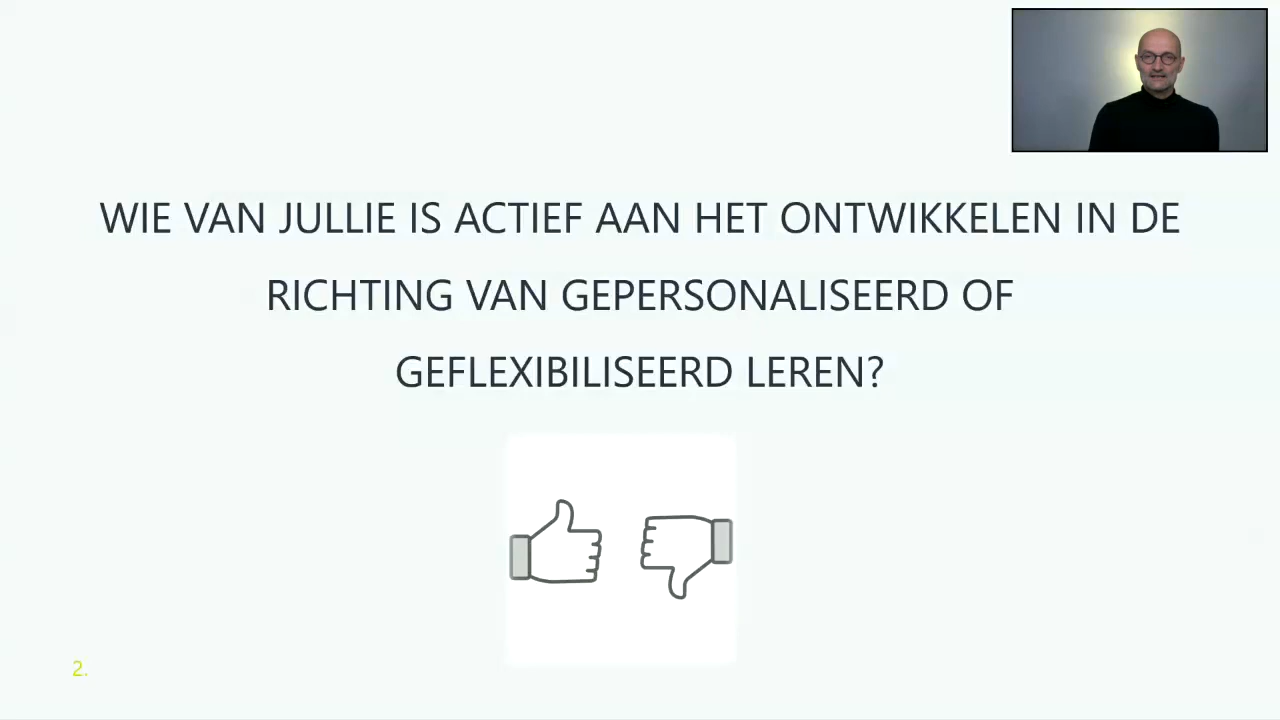 WIE VAN JULLIE IS ACTIEF AAN HET ONTWIKKELEN IN DE
RICHTING VAN GEPERSONALISEERD OF
GEFLEXIBILISEERD LEREN?
2.